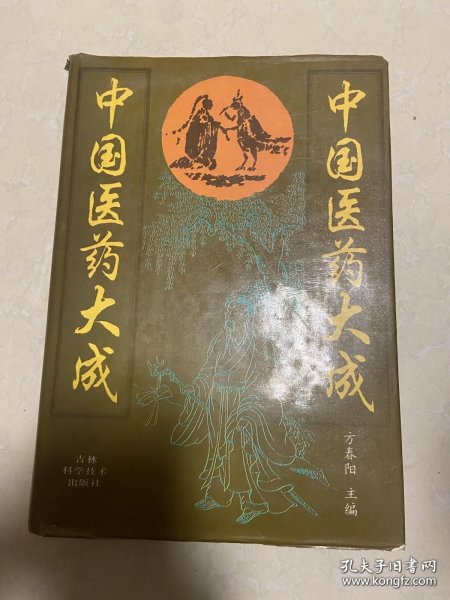 中国医药大成
中国医药大成
方春阳 主编
吉林
科学技术
出版社
孔夫子旧书网
www.kongfz.com